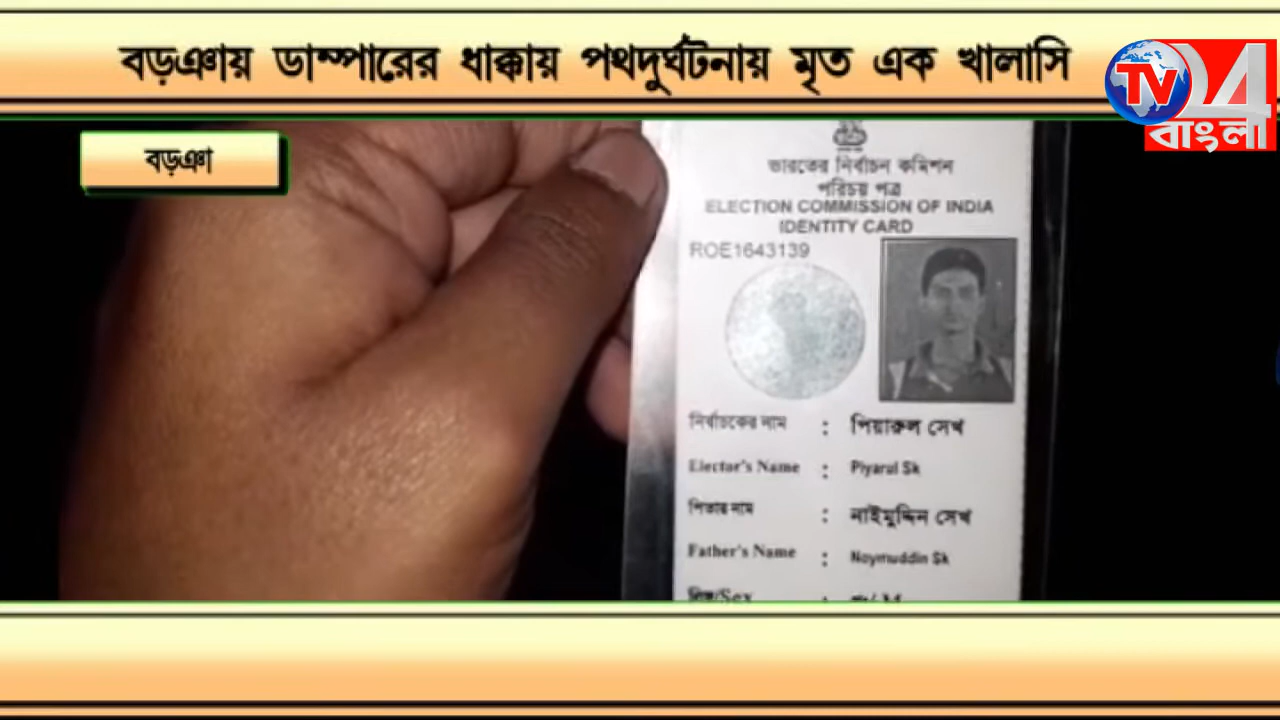 বড়ঞায় ডাম্পারের ধাক্কায় পথদুর্ঘটনায় মৃত এক খালাসি
TV 24
বাংলা
বড়ঞা
ভারতের নির্বাচন কমিশন
পরিচয় পত্র
ELECTION COMMISSION OF INDIA
IDENTITY CARD
ROE1643139
নির্বাচকের নাম : পিয়ারুল সেখ
Elector's Name : Piyarul Sk
পিতার নাম : নাইমুদ্দিন সেখ
Father's Name : Noymuddin Sk
লিঙ্গ/Sex : পুং/ M